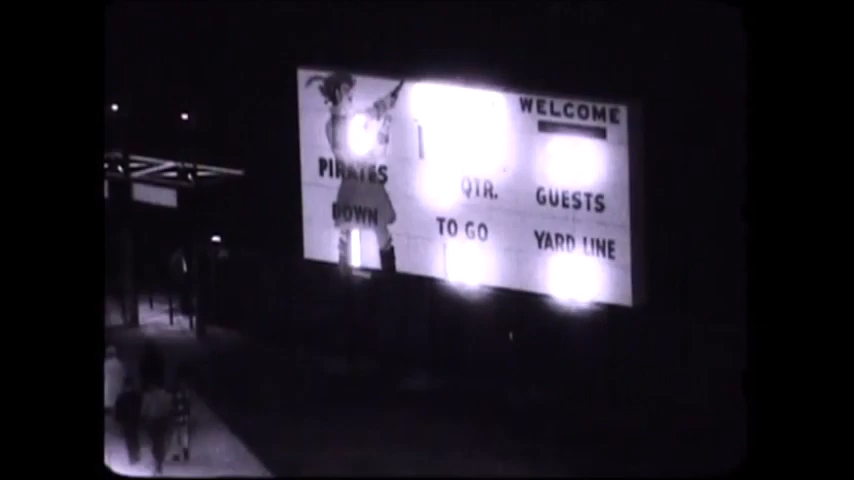 WELCOME
PIRATES QTR. GUESTS
DOWN TO GO YARD LINE